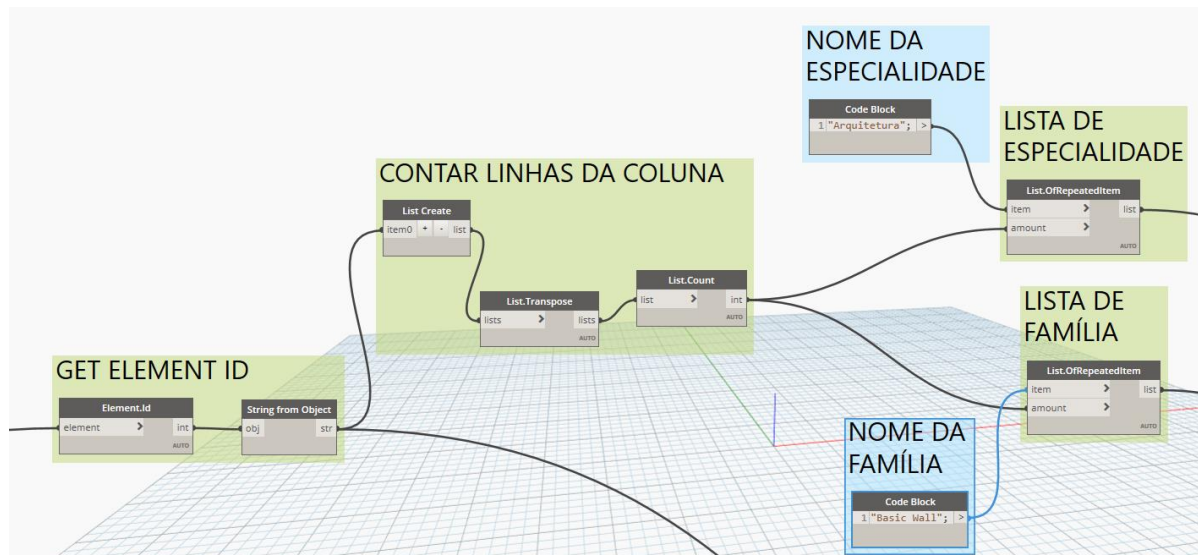 NOME DA
ESPECIALIDADE
Code Block
1 "Arquitetura"; >
LISTA DE
ESPECIALIDADE
List.OfRepeatedItem
item > list
amount >
AUTO
CONTAR LINHAS DA COLUNA
List Create
item0 + - list
List.Transpose
lists > lists
AUTO
List.Count
list > int
AUTO
LISTA DE
FAMÍLIA
List.OfRepeatedItem
item > list
amount >
AUTO
GET ELEMENT ID
Element.Id
element > int
AUTO
String from Object
obj str
AUTO
NOME DA
FAMÍLIA
Code Block
1 "Basic Wall"; >